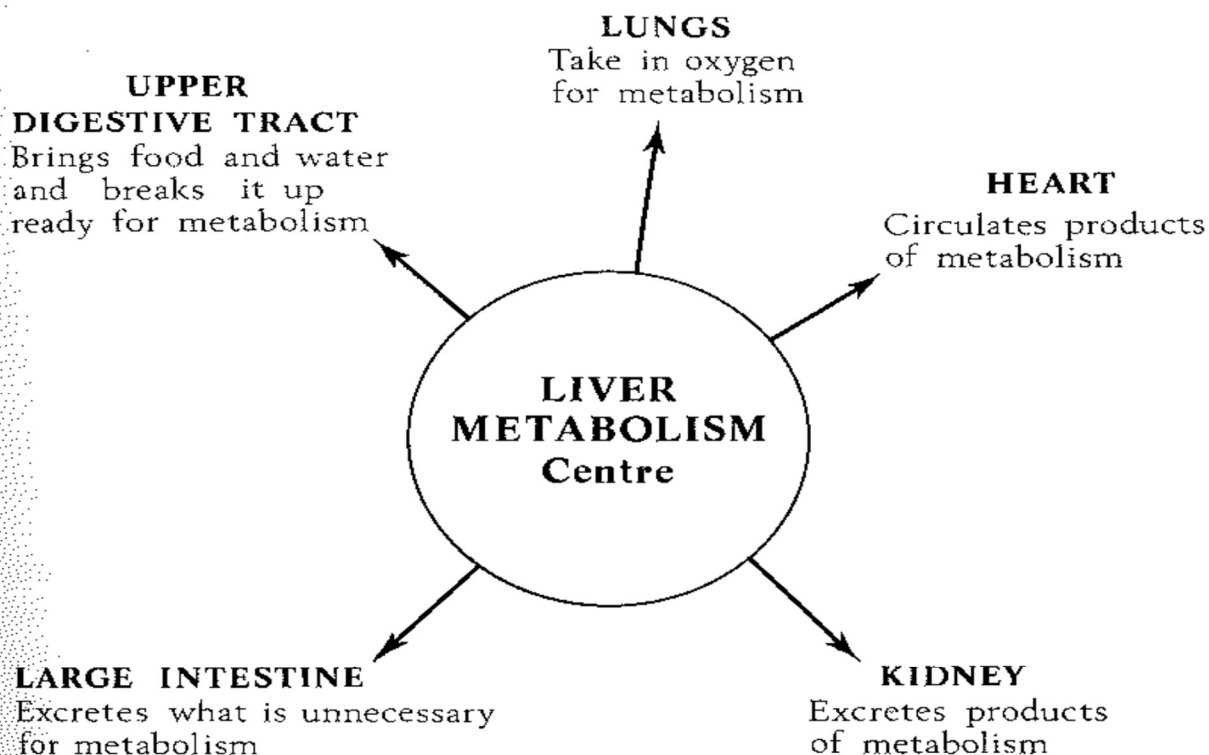 LUNGS
Take in oxygen
for metabolism
UPPER
DIGESTIVE TRACT
Brings food and water
and breaks it up
ready for metabolism
HEART
Circulates products
of metabolism
LIVER
METABOLISM
Centre
LARGE INTESTINE
Excretes what is unnecessary
for metabolism
KIDNEY
Excretes products
of metabolism